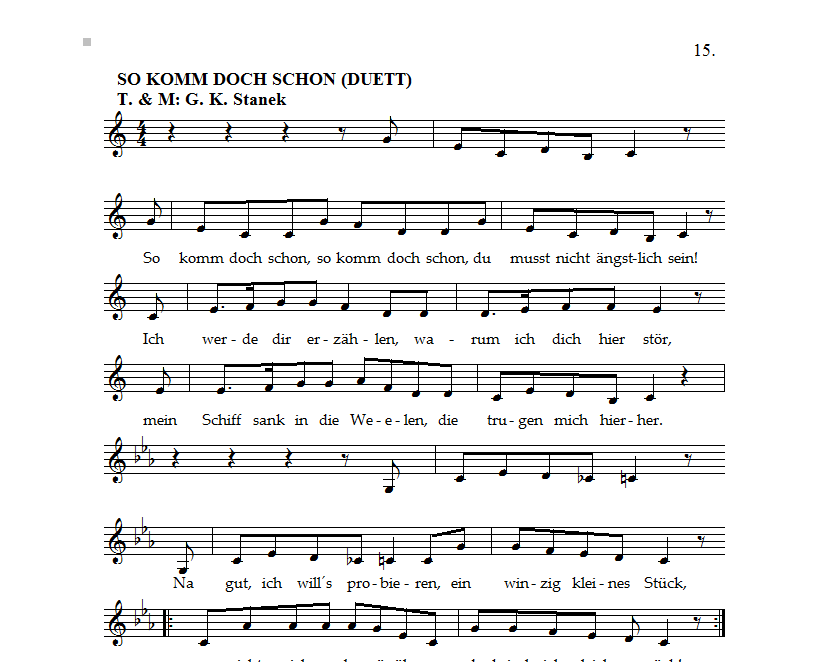 15.
SO KOMM DOCH SCHON (DUETT)
T. & M: G. K. Stanek
So komm doch schon, so komm doch schon, du musst nicht ängst-lich sein!
Ich wer - de dir er - zäh - len, wa - rum ich dich hier stör,
mein Schiff sank in die We - e - len, die tru - gen mich hier - her.
Na gut, ich will´s pro - bie - ren, ein win - zig klei - nes Stück,